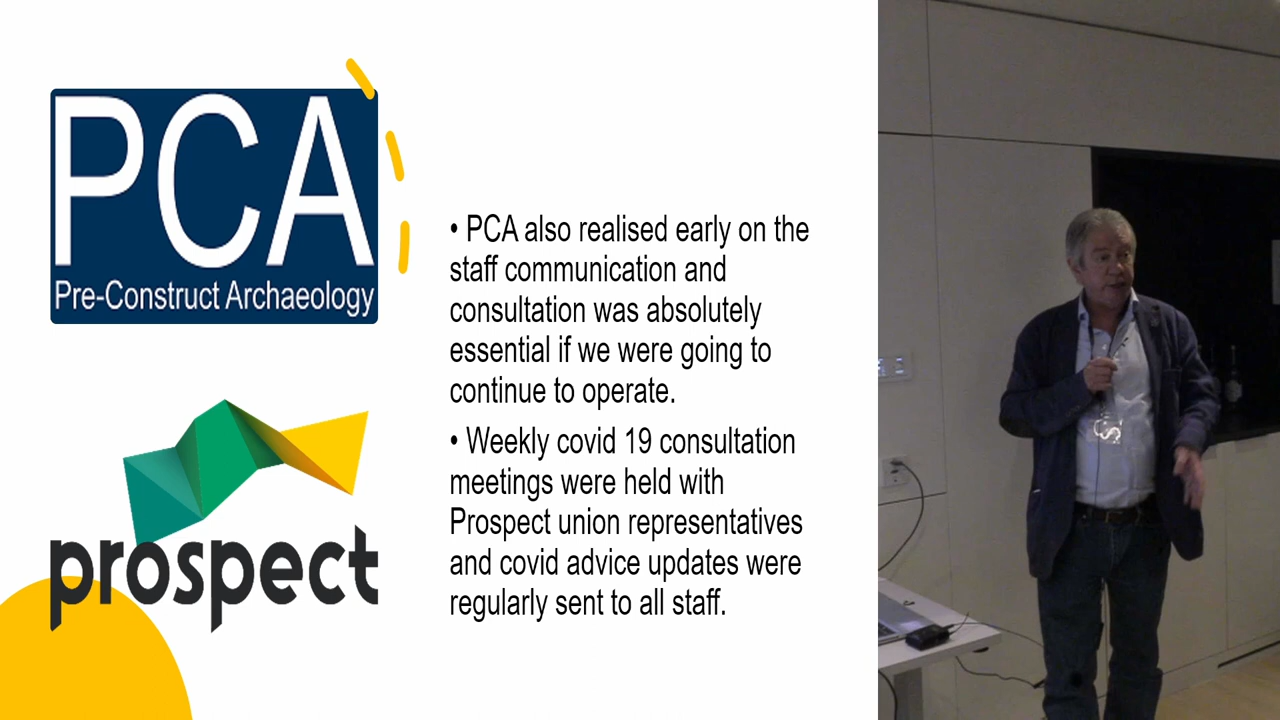 PCA
Pre-Construct Archaeology
prospect
• PCA also realised early on the
staff communication and
consultation was absolutely
essential if we were going to
continue to operate.
• Weekly covid 19 consultation
meetings were held with
Prospect union representatives
and covid advice updates were
regularly sent to all staff.